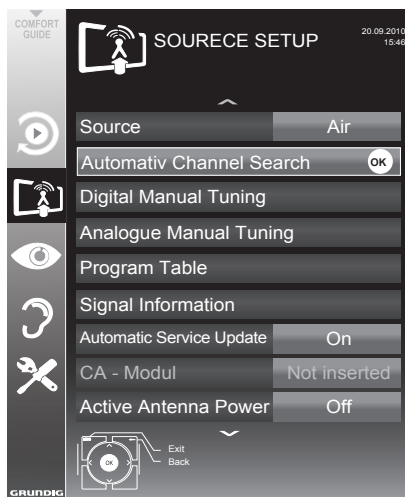 COMFORT
GUIDE
SOURECE SETUP
20.09.2010
15:46
Source Air
Automativ Channel Search OK
Digital Manual Tuning
Analogue Manual Tuning
Program Table
Signal Information
Automatic Service Update On
CA - Modul Not inserted
Active Antenna Power Off
Exit
OK Back
GRUNDIG